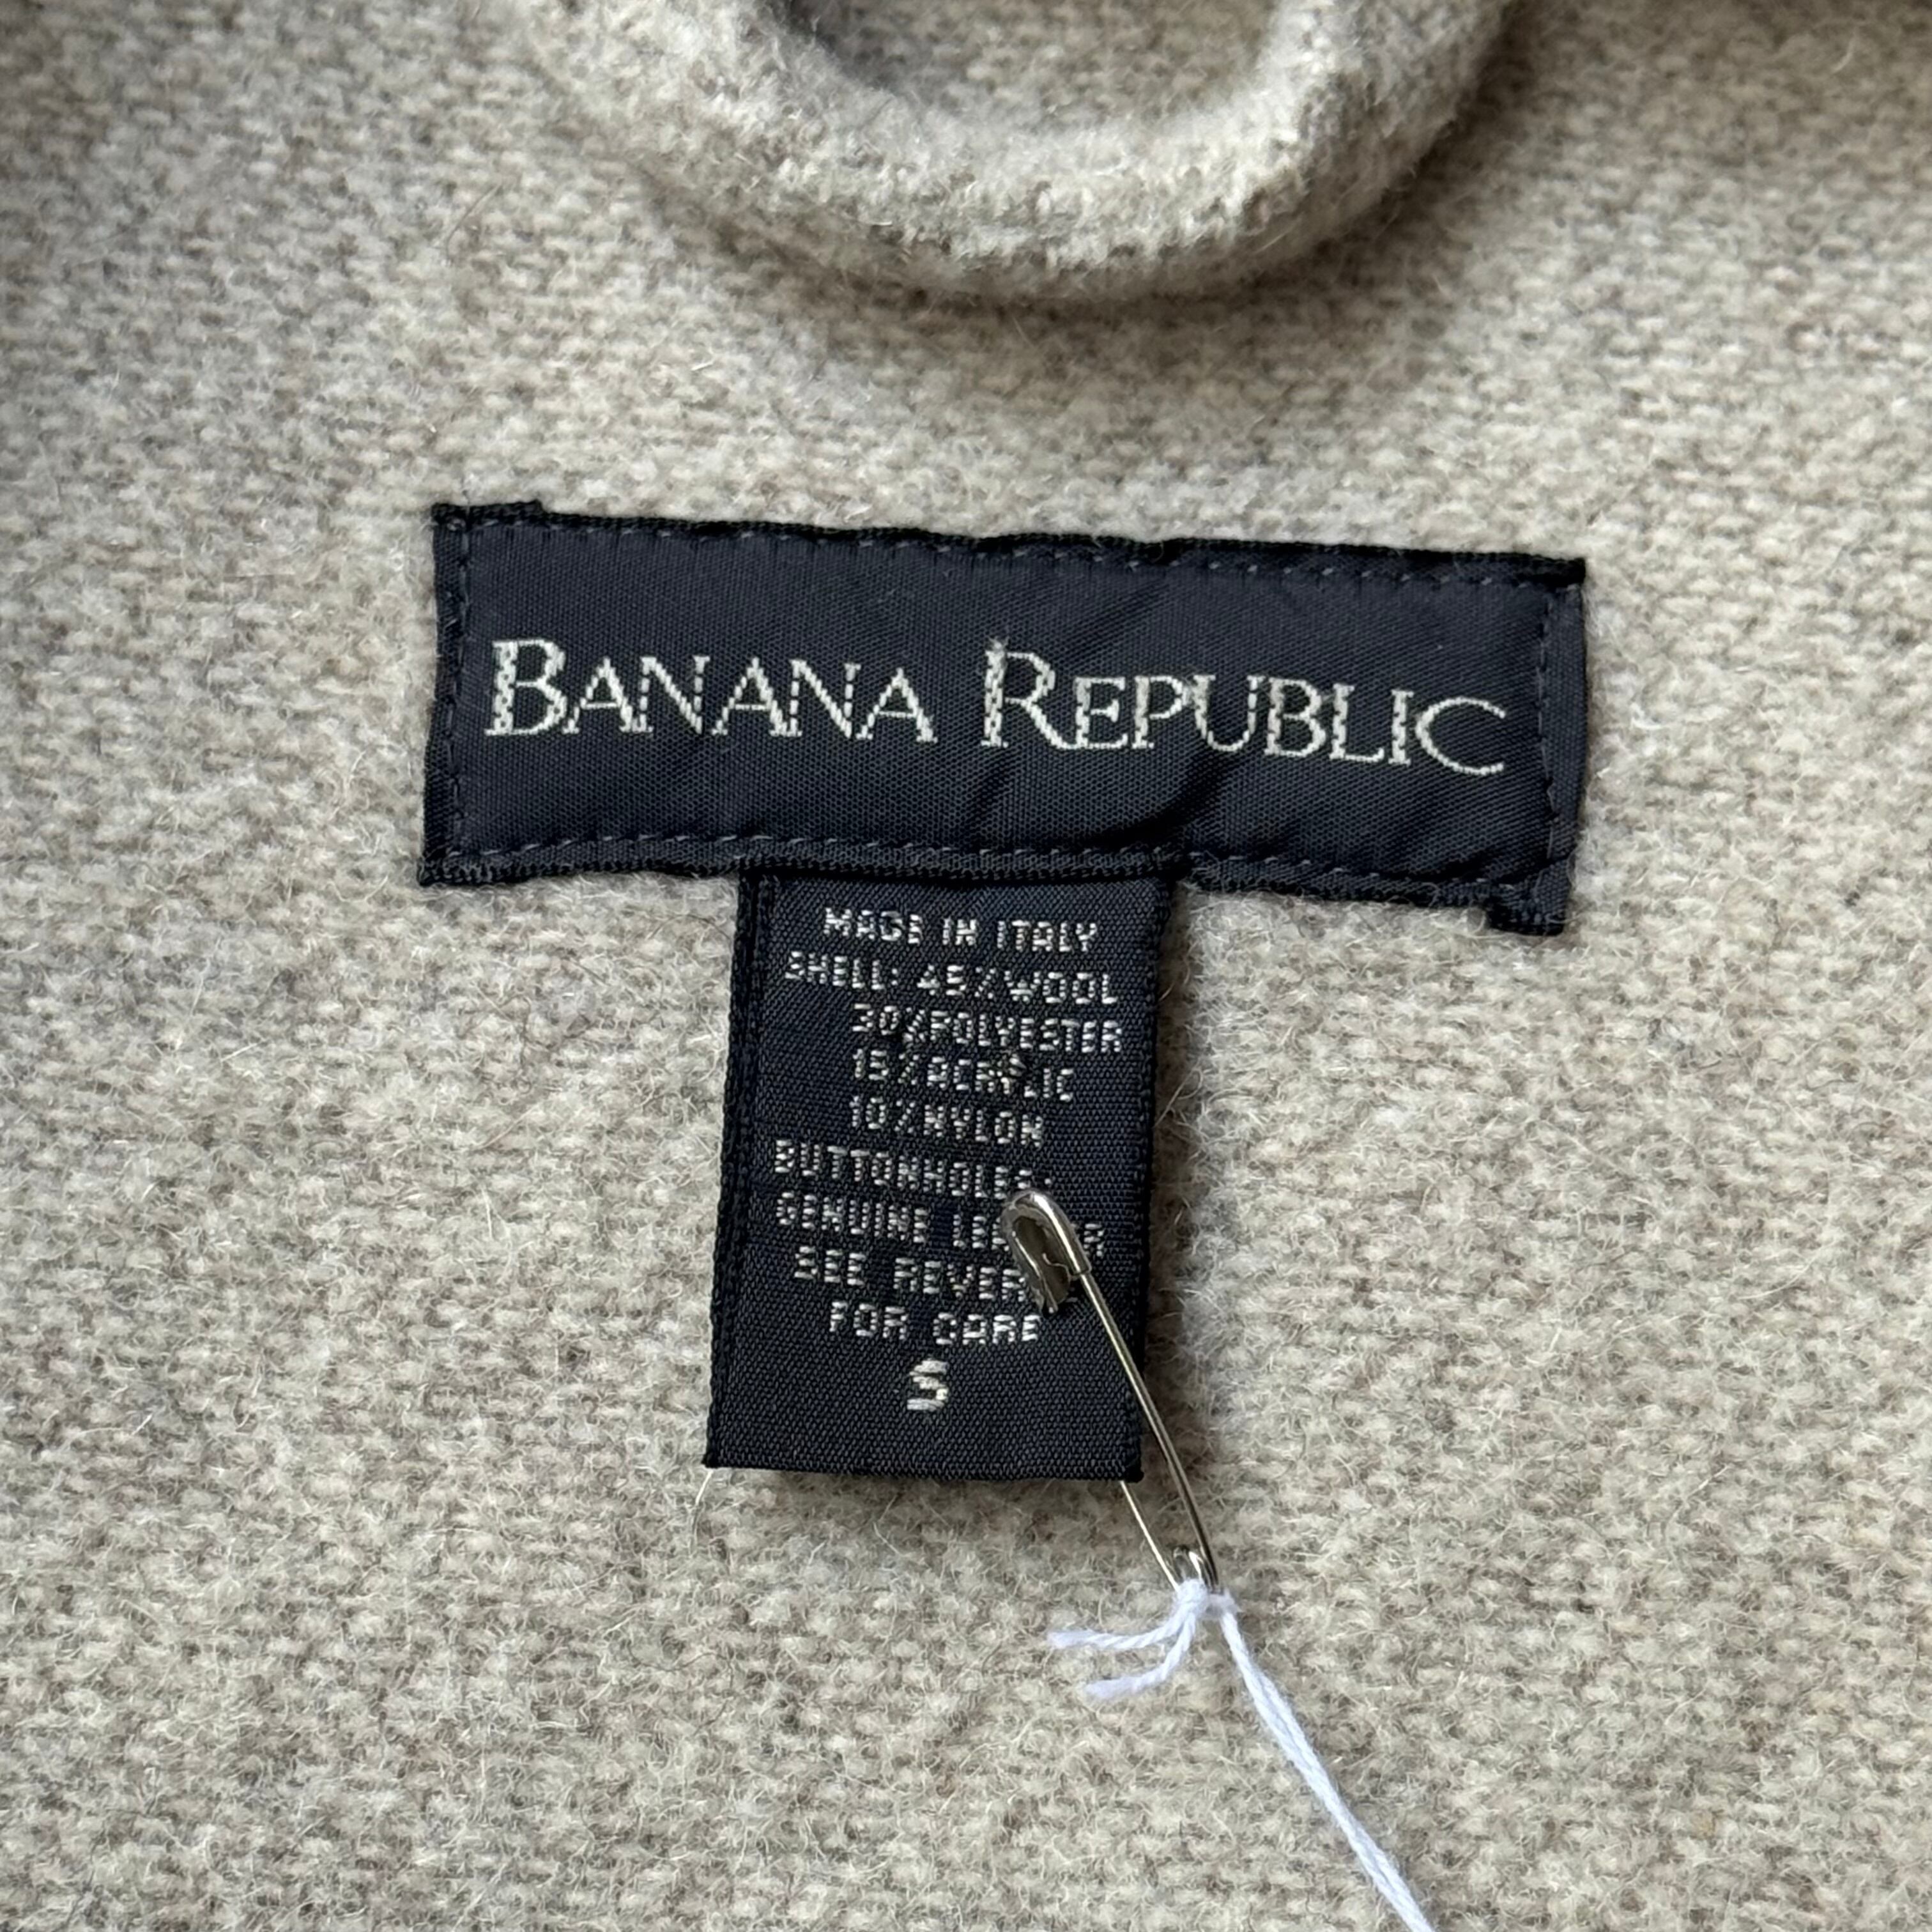 BANANA REPUBLIC
MADE IN ITALY
SHELL: 45% WOOL
30% POLYESTER
15% ACRYLIC
10% NYLON
BUTTONHOLES:
GENUINE LEATHER
SEE REVERSE
FOR CARE
S